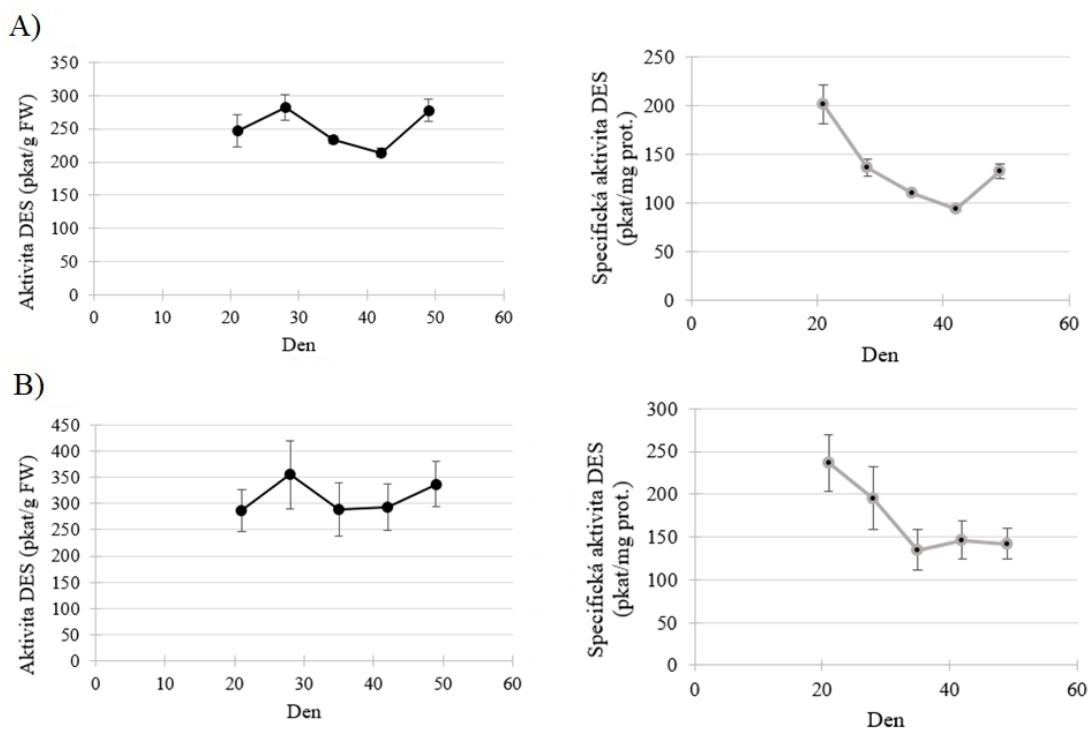 A)
Aktivita DES (pkat/g FW)
350
300
250
200
150
100
50
0
0 10 20 30 40 50 60
Den
Specifická aktivita DES
(pkat/mg prot.)
250
200
150
100
50
0
0 20 40 60
Den
B)
Aktivita DES (pkat/g FW)
450
400
350
300
250
200
150
100
50
0
0 10 20 30 40 50 60
Den
Specifická aktivita DES
(pkat/mg prot.)
300
250
200
150
100
50
0
0 20 40 60
Den